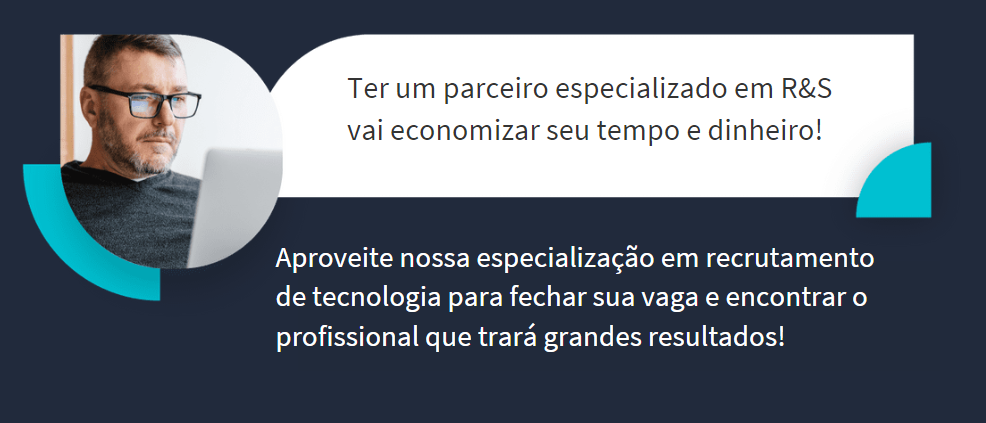 Ter um parceiro especializado em R&S
vai economizar seu tempo e dinheiro!
Aproveite nossa especialização em recrutamento
de tecnologia para fechar sua vaga e encontrar o
profissional que trará grandes resultados!